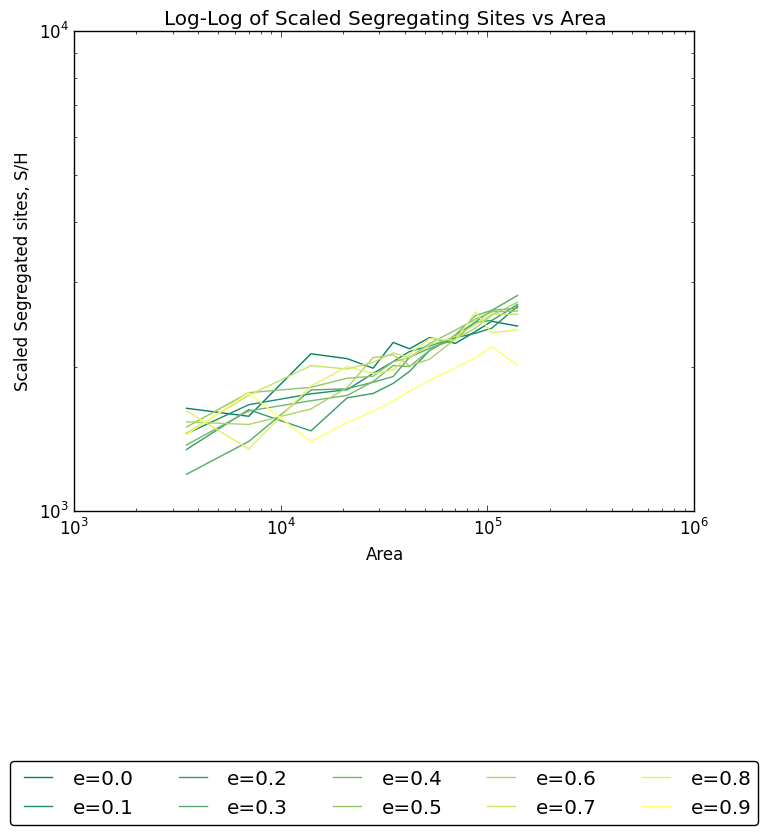 Log-Log of Scaled Segregating Sites vs Area
Scaled Segregated sites, S/H
10^4
10^3
10^3 10^4 10^5 10^6
Area
e=0.0 e=0.2 e=0.4 e=0.6 e=0.8
e=0.1 e=0.3 e=0.5 e=0.7 e=0.9